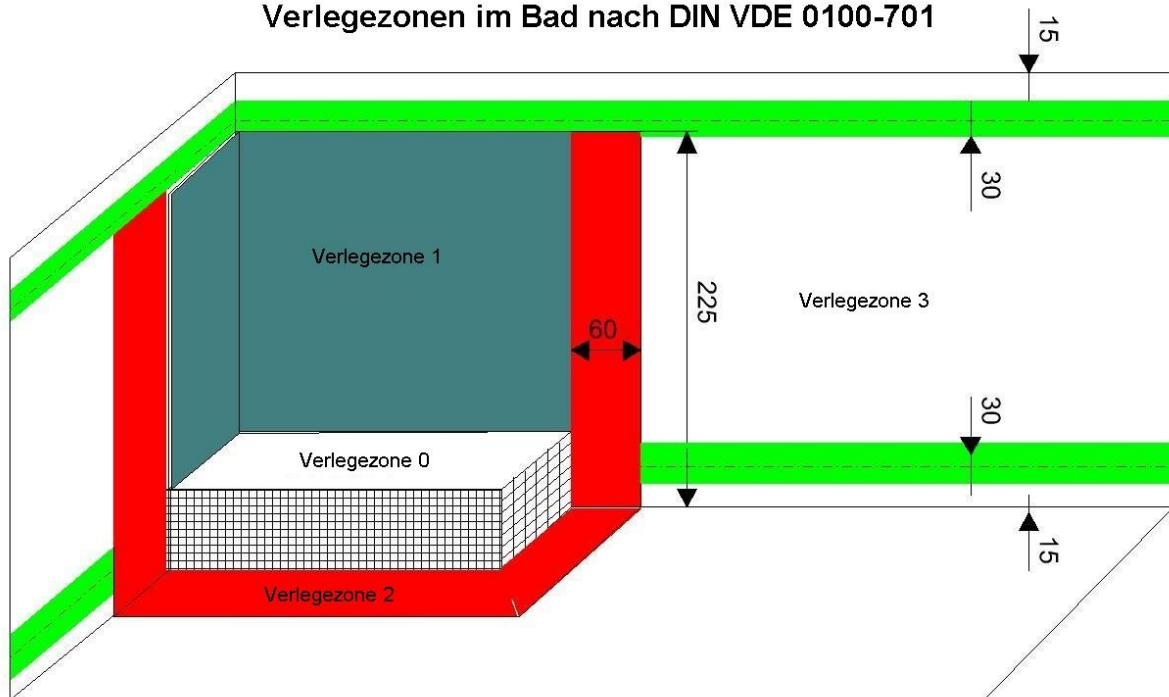 Verlegezonen im Bad nach DIN VDE 0100-701
15
30
Verlegezone 1
225
Verlegezone 3
60
30
Verlegezone 0
15
Verlegezone 2